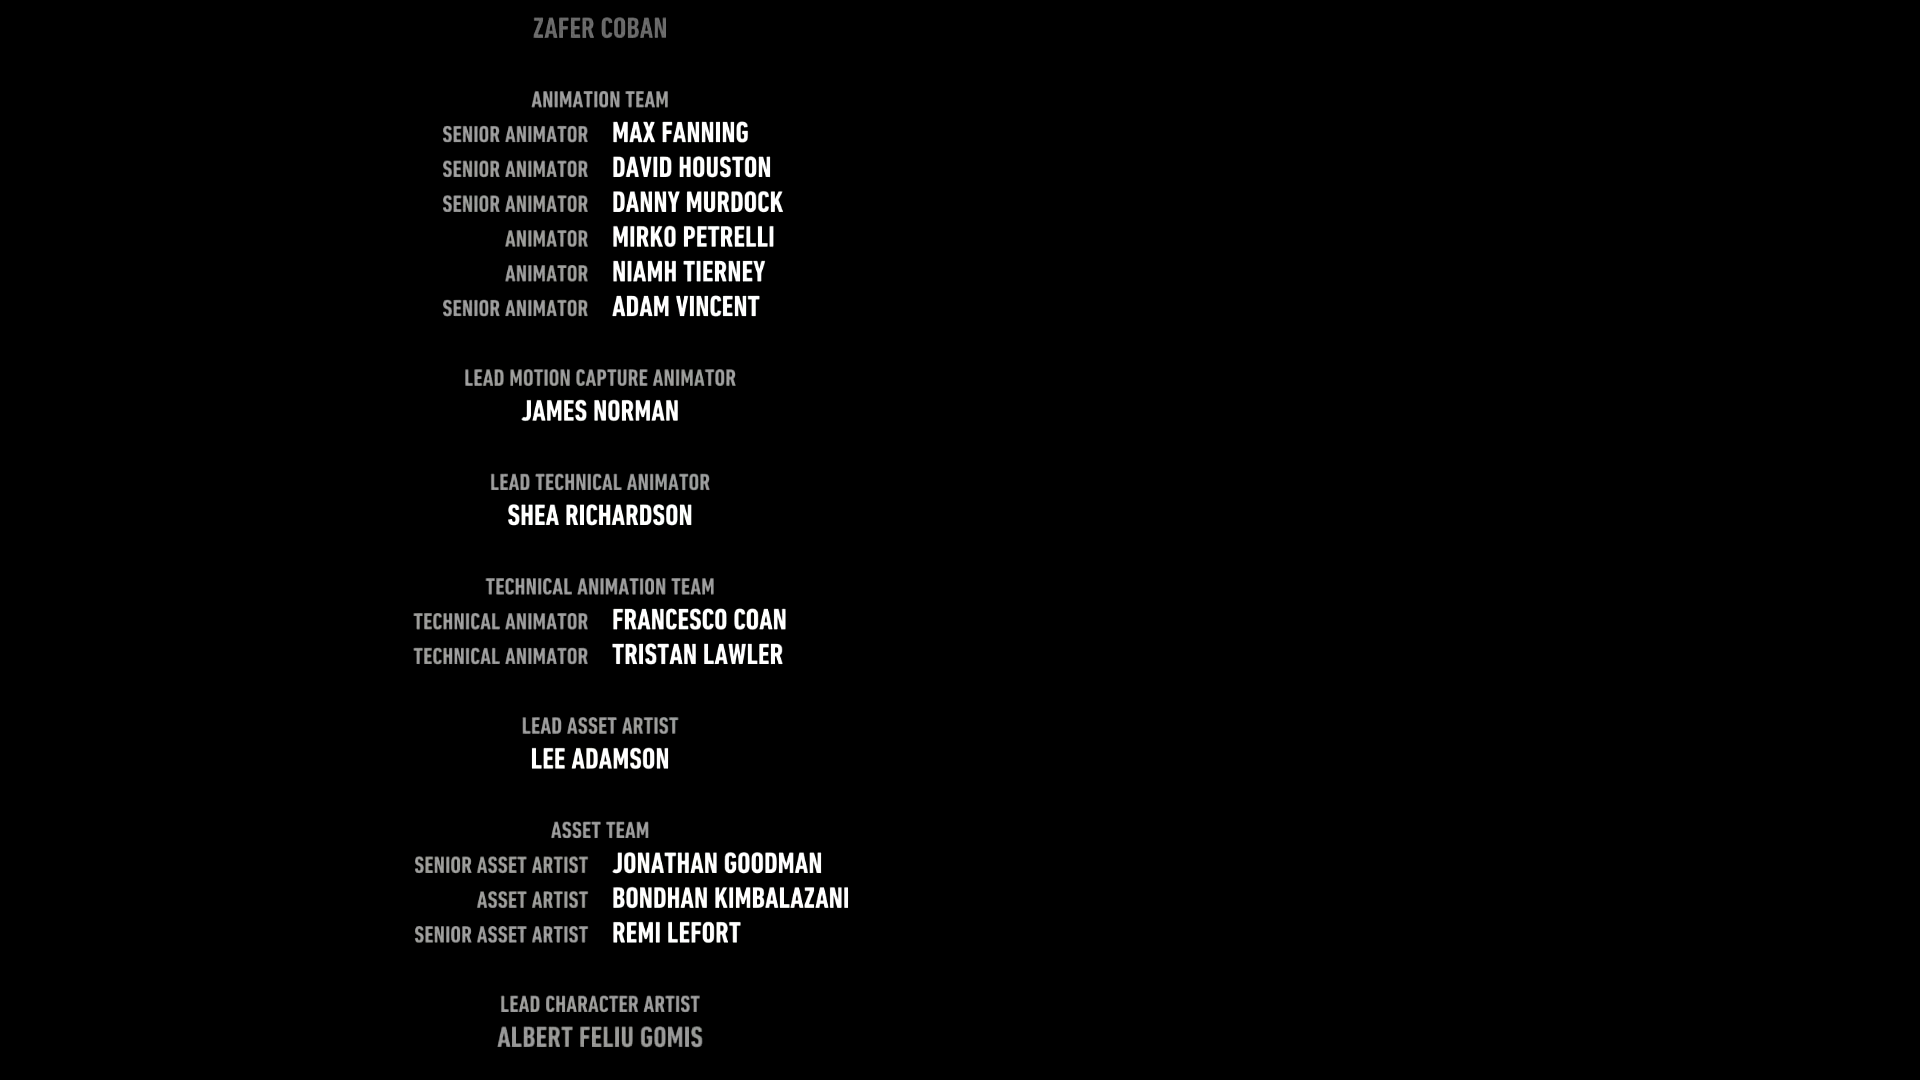 ZAFER COBAN
ANIMATION TEAM
SENIOR ANIMATOR MAX FANNING
SENIOR ANIMATOR DAVID HOUSTON
SENIOR ANIMATOR DANNY MURDOCK
ANIMATOR MIRKO PETRELLI
ANIMATOR NIAMH TIERNEY
SENIOR ANIMATOR ADAM VINCENT
LEAD MOTION CAPTURE ANIMATOR
JAMES NORMAN
LEAD TECHNICAL ANIMATOR
SHEA RICHARDSON
TECHNICAL ANIMATION TEAM
TECHNICAL ANIMATOR FRANCESCO COAN
TECHNICAL ANIMATOR TRISTAN LAWLER
LEAD ASSET ARTIST
LEE ADAMSON
ASSET TEAM
SENIOR ASSET ARTIST JONATHAN GOODMAN
ASSET ARTIST BONDHAN KIMBALAZANI
SENIOR ASSET ARTIST REMI LEFORT
LEAD CHARACTER ARTIST
ALBERT FELIU GOMIS